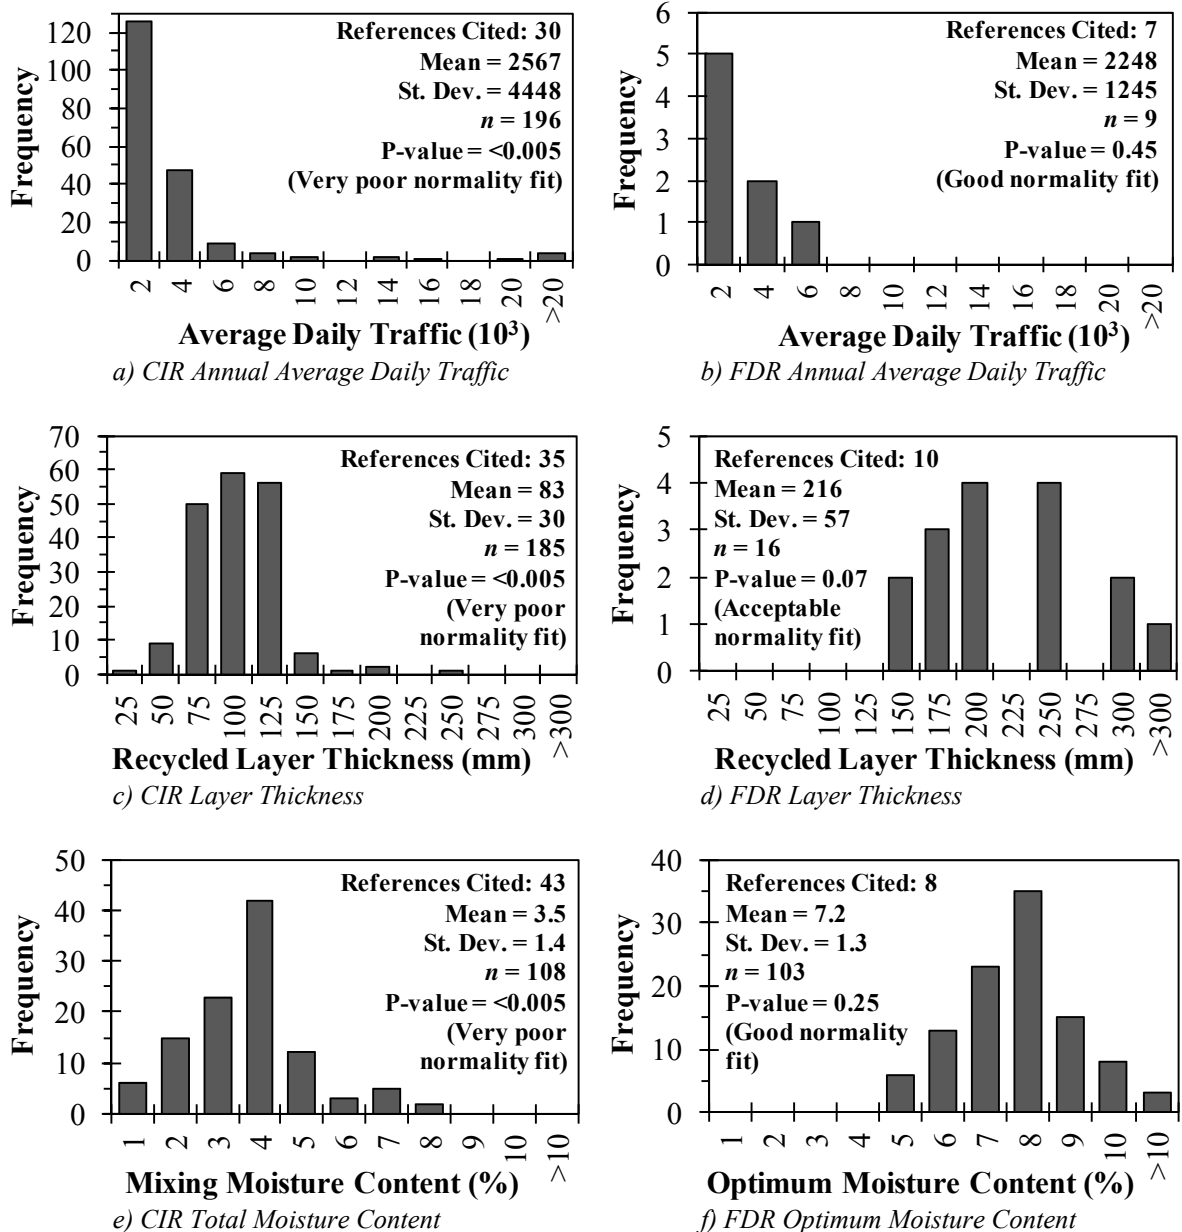 120
100
80
60
40
20
0
Frequency
References Cited: 30
Mean = 2567
St. Dev. = 4448
n = 196
P-value = <0.005
(Very poor normality fit)
2 4 6 8 10 12 14 16 18 20 >20
Average Daily Traffic (10³)
a) CIR Annual Average Daily Traffic
6
5
4
3
2
1
0
Frequency
References Cited: 7
Mean = 2248
St. Dev. = 1245
n = 9
P-value = 0.45
(Good normality fit)
2 4 6 8 10 12 14 16 18 20 >20
Average Daily Traffic (10³)
b) FDR Annual Average Daily Traffic
70
60
50
40
30
20
10
0
Frequency
References Cited: 35
Mean = 83
St. Dev. = 30
n = 185
P-value = <0.005
(Very poor
normality fit)
25 50 75 100 125 150 175 200 225 250 275 300 >300
Recycled Layer Thickness (mm)
c) CIR Layer Thickness
5
4
3
2
1
0
Frequency
References Cited: 10
Mean = 216
St. Dev. = 57
n = 16
P-value = 0.07
(Acceptable
normality fit)
25 50 75 100 125 150 175 200 225 250 275 300 >300
Recycled Layer Thickness (mm)
d) FDR Layer Thickness
50
40
30
20
10
0
Frequency
References Cited: 43
Mean = 3.5
St. Dev. = 1.4
n = 108
P-value = <0.005
(Very poor
normality fit)
1 2 3 4 5 6 7 8 9 10 >10
Mixing Moisture Content (%)
e) CIR Total Moisture Content
40
30
20
10
0
Frequency
References Cited: 8
Mean = 7.2
St. Dev. = 1.3
n = 103
P-value = 0.25
(Good normality
fit)
1 2 3 4 5 6 7 8 9 10 >10
Optimum Moisture Content (%)
f) FDR Optimum Moisture Content